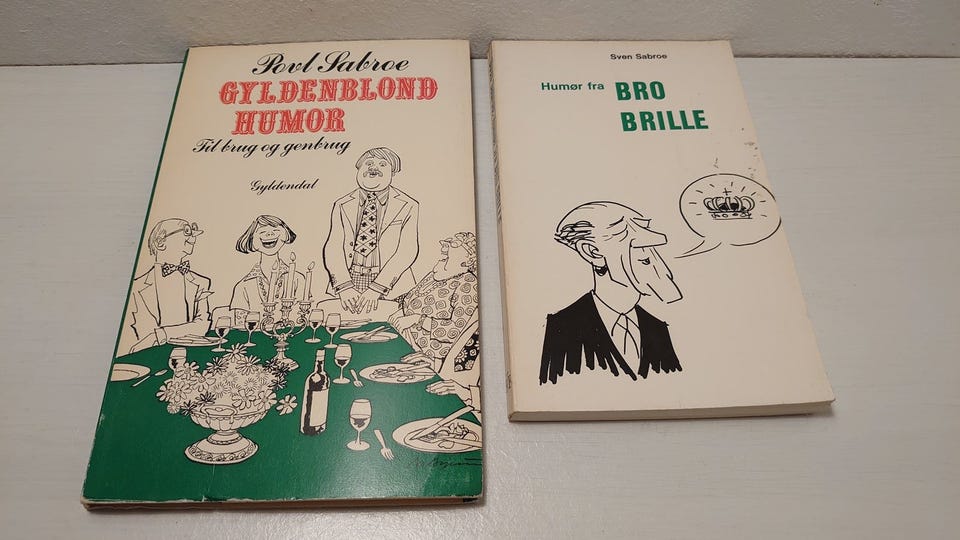 Povl Sabroe
GYLDENBLOND
HUMOR
Til brug og genbrug
Gyldendal
Sven Sabroe
Humør fra BRO
BRILLE